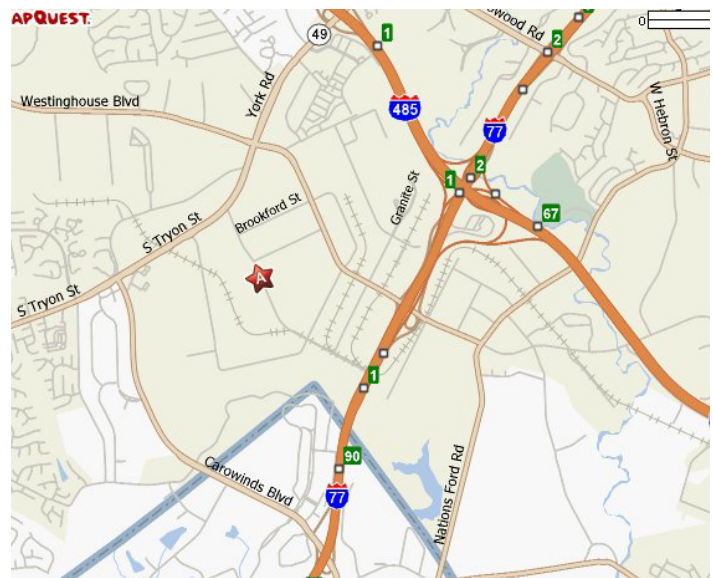 APQUEST.
49
1
owood Rd
2
0
Westinghouse Blvd
York Rd
485
77
W Hebron St
2
1
Granite St
Brookford St
67
S Tryon St
A
S Tryon St
1
90
Carowinds Blvd
77
Nations Ford Rd